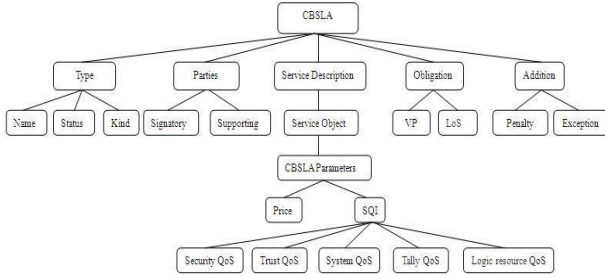 CBSLA
Type Parties Service Description Obligation Addition
Name Status Kind Signatory Supporting Service Object VP LoS Penalty Exception
CBSLA Parameters
Price SQI
Security QoS Trust QoS System QoS Tally QoS Logic resource QoS